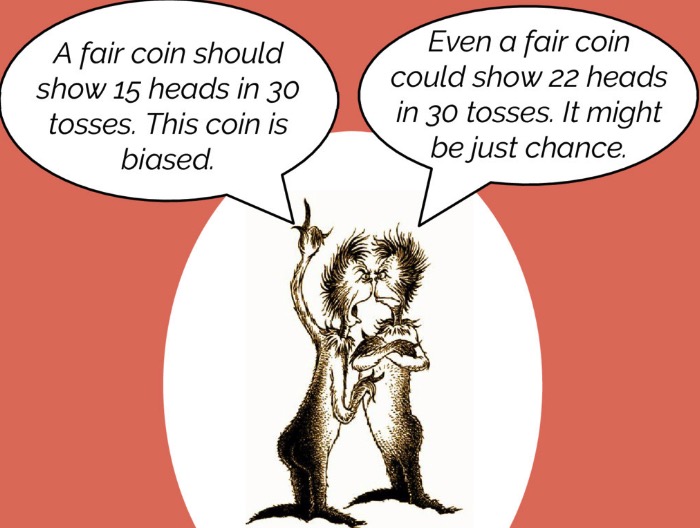 A fair coin should
show 15 heads in 30
tosses. This coin is
biased.
Even a fair coin
could show 22 heads
in 30 tosses. It might
be just chance.